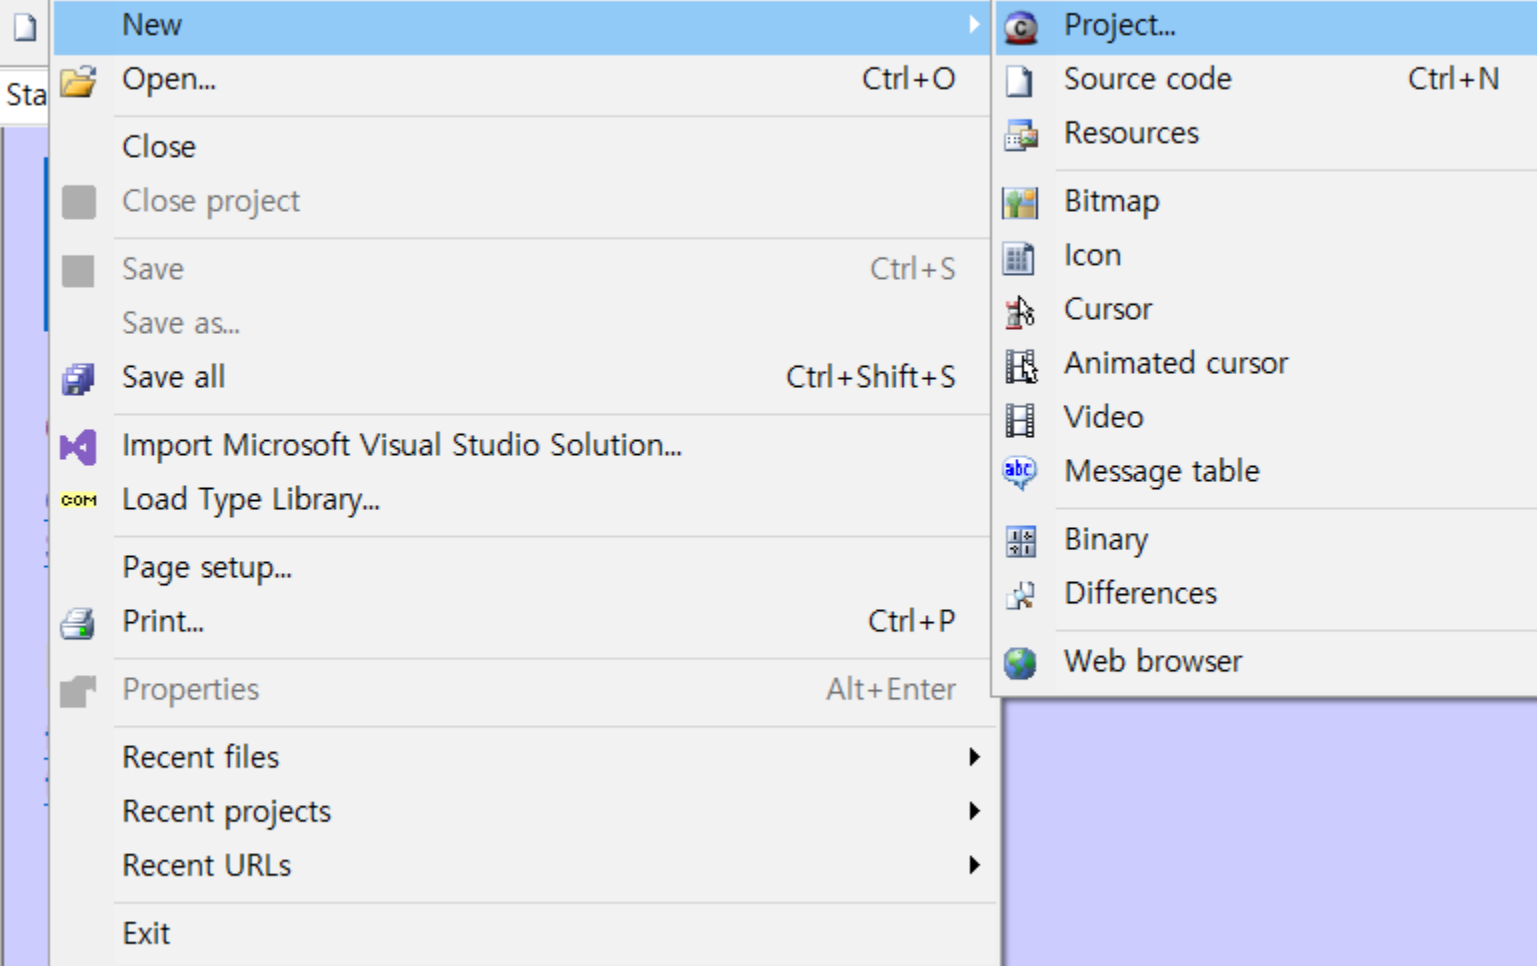 New
Open... Ctrl+O
Close
Close project
Save Ctrl+S
Save as...
Save all Ctrl+Shift+S
Import Microsoft Visual Studio Solution...
COM Load Type Library...
Page setup...
Print... Ctrl+P
Properties Alt+Enter
Recent files
Recent projects
Recent URLs
Exit
C Project...
Source code Ctrl+N
Resources
Bitmap
Icon
Cursor
Animated cursor
Video
abc Message table
Binary
Differences
Web browser
Sta